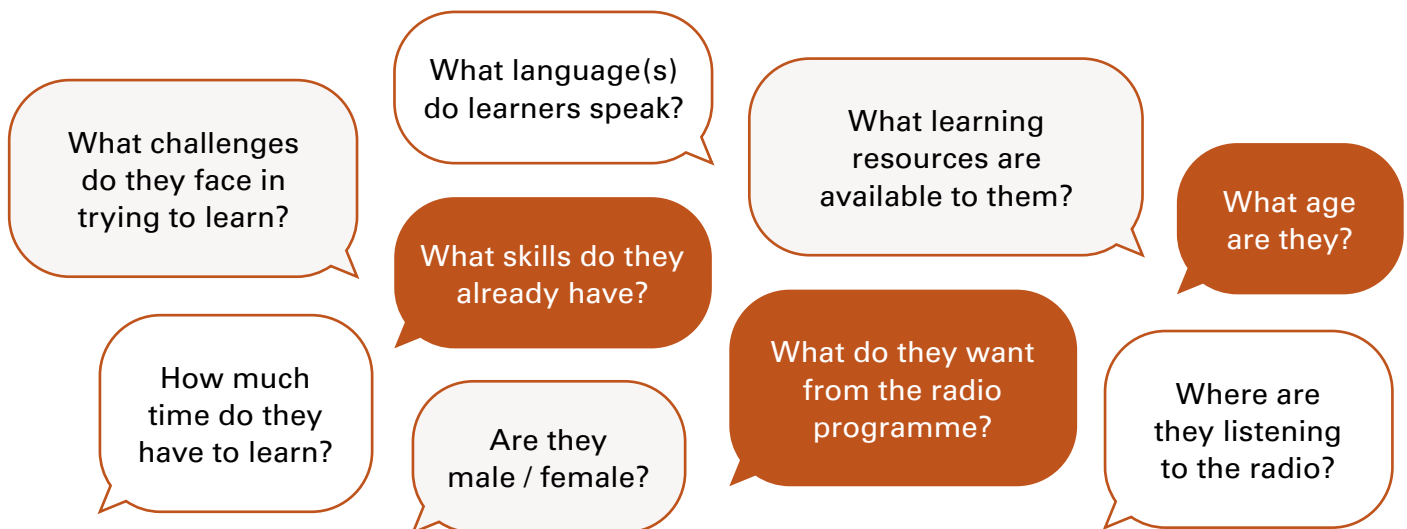 What challenges
do they face in
trying to learn?
What language(s)
do learners speak?
What learning
resources are
available to them?
What age
are they?
What skills do they
already have?
How much
time do they
have to learn?
Are they
male / female?
What do they want
from the radio
programme?
Where are
they listening
to the radio?